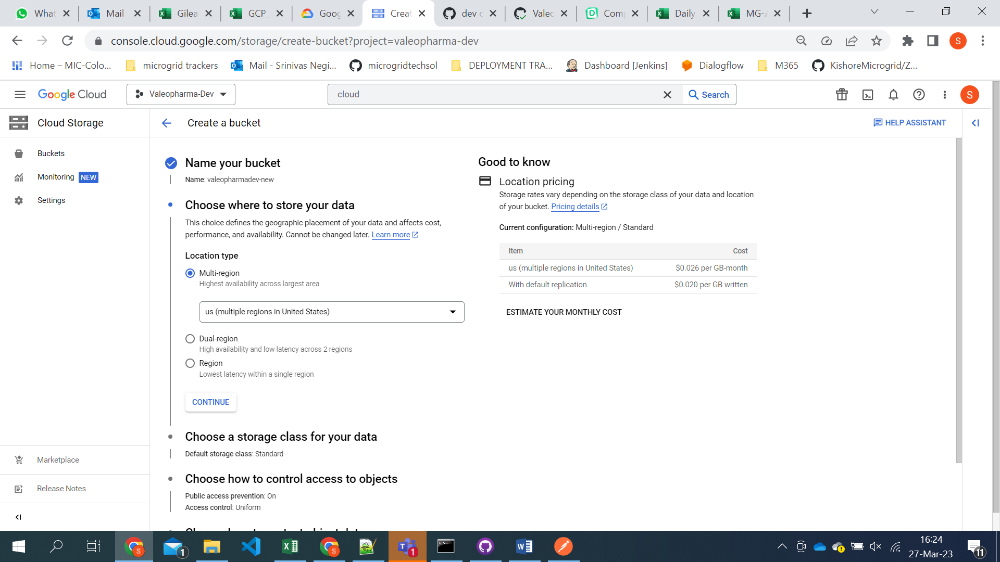 What
Mail
Gilea
GCP_
Goog
Creat
dev c
Valeo
Com
Daily
MG-A
console.cloud.google.com/storage/create-bucket?project=valeopharma-dev
S
Home – MIC-Colo...
microgrid trackers
Mail - Srinivas Negi...
microgridtechsol
DEPLOYMENT TRA...
Dashboard [Jenkins]
Dialogflow
M365
KishoreMicrogrid/Z...
Google Cloud
Valeopharma-Dev
cloud
Search
S
Cloud Storage
Create a bucket
HELP ASSISTANT
Buckets
Monitoring NEW
Settings
Marketplace
Release Notes
Name your bucket
Name: valeopharmadev-new
Choose where to store your data
This choice defines the geographic placement of your data and affects cost,
performance, and availability. Cannot be changed later. Learn more
Location type
Multi-region
Highest availability across largest area
us (multiple regions in United States)
Dual-region
High availability and low latency across 2 regions
Region
Lowest latency within a single region
CONTINUE
Choose a storage class for your data
Default storage class: Standard
Choose how to control access to objects
Public access prevention: On
Access control: Uniform
Good to know
Location pricing
Storage rates vary depending on the storage class of your data and location
of your bucket. Pricing details
Current configuration: Multi-region / Standard
Item Cost
us (multiple regions in United States) $0.026 per GB-month
With default replication $0.020 per GB written
ESTIMATE YOUR MONTHLY COST
1
1
16:24
27-Mar-23
11